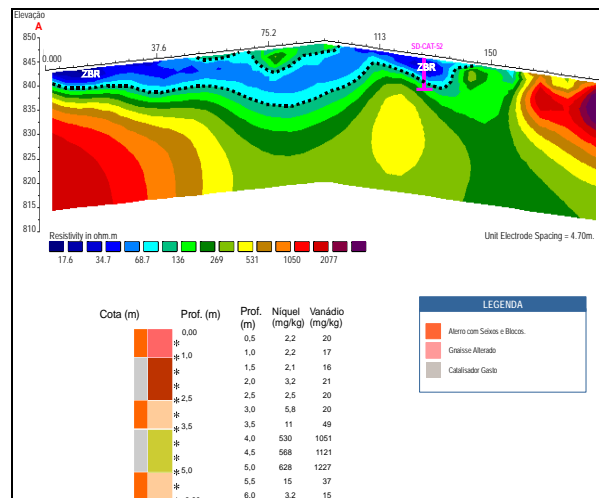 Elevação
A
850
845
840
835
830
825
820
815
810
0.000
37.6
75.2
113
150
SD-CAT-52
ZBR
ZBR
Resistivity in ohm.m
Unit Electrode Spacing = 4.70m.
17.6 34.7 68.7 136 269 531 1050 2077
Cota (m) Prof. (m)
0,00
1,0
2,5
3,5
5,0
Prof. (m) Níquel (mg/kg) Vanádio (mg/kg)
0,5 2,2 20
1,0 2,2 17
1,5 2,1 16
2,0 3,2 21
2,5 2,5 20
3,0 5,8 20
3,5 11 49
4,0 530 1051
4,5 568 1121
5,0 628 1227
5,5 15 37
6,0 3,2 15
LEGENDA
Aterro com Seixos e Blocos.
Gnaisse Alterado
Catalisador Gasto